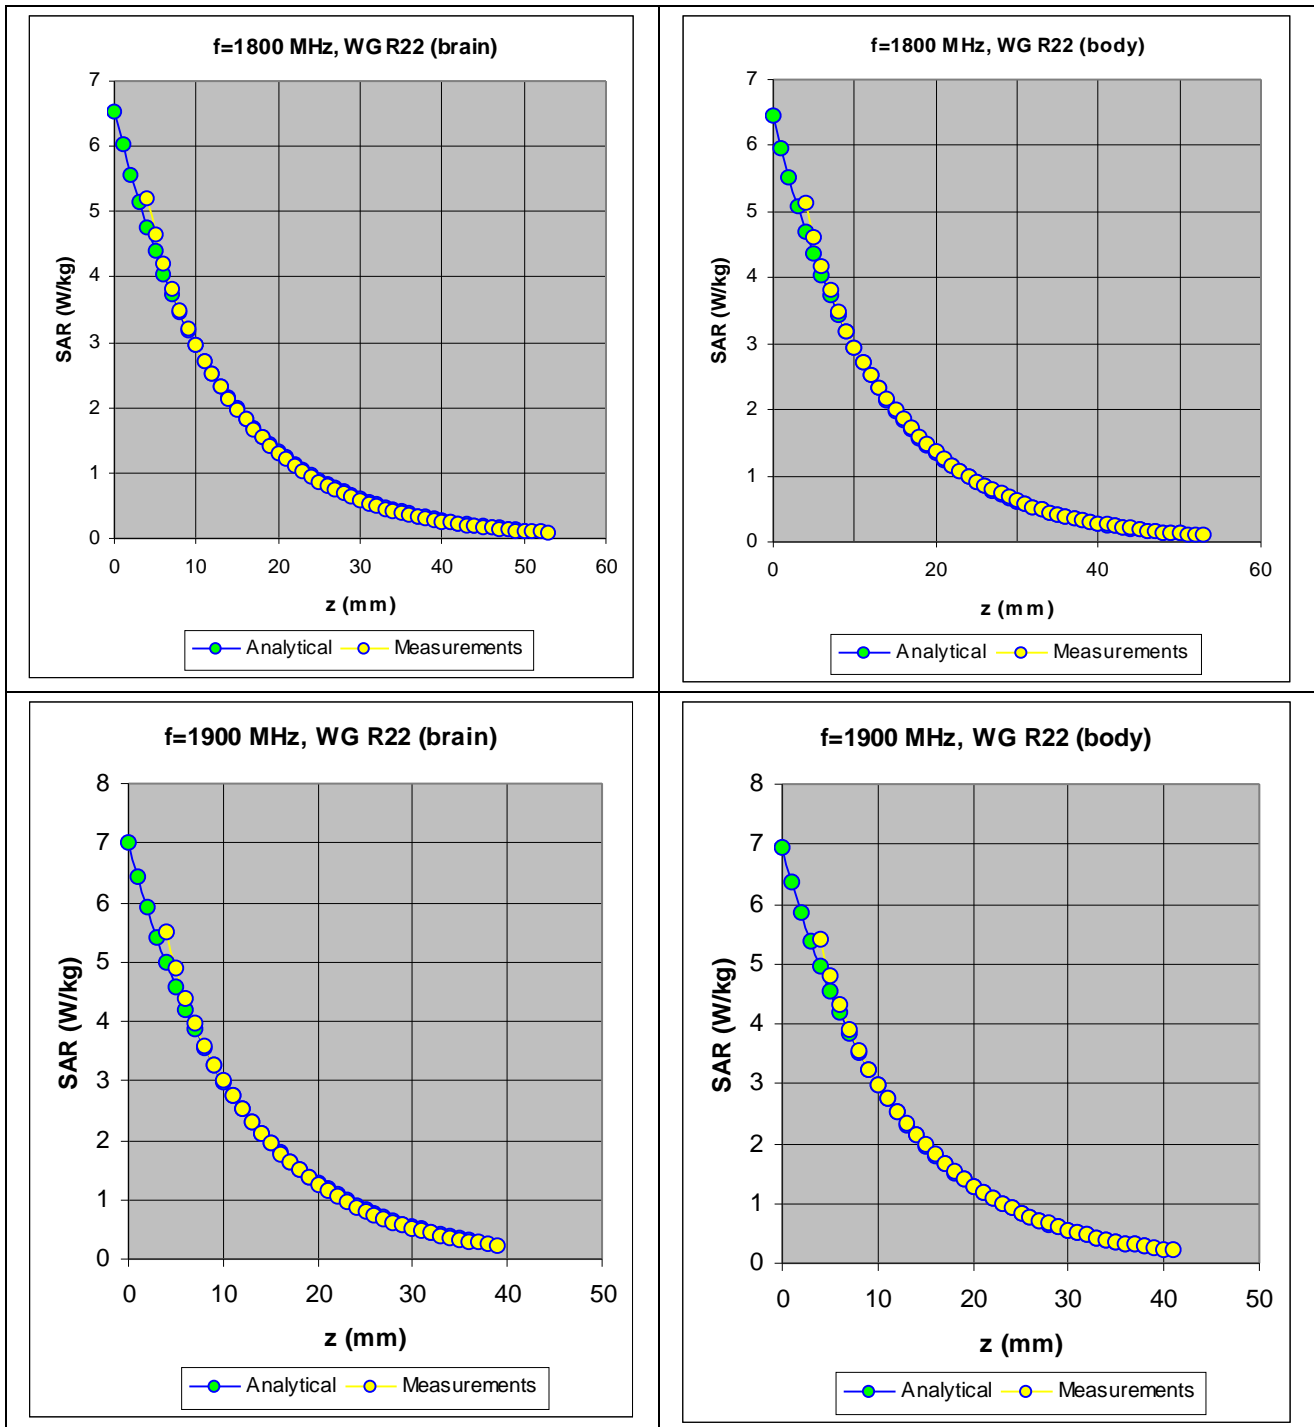 f=1800 MHz, WG R22 (brain)
7
6
5
4
3
2
1
0
SAR (W/kg)
0 10 20 30 40 50 60
z (mm)
Analytical Measurements
f=1800 MHz, WG R22 (body)
7
6
5
4
3
2
1
0
SAR (W/kg)
0 20 40 60
z (mm)
Analytical Measurements
f=1900 MHz, WG R22 (brain)
8
7
6
5
4
3
2
1
0
SAR (W/kg)
0 10 20 30 40 50
z (mm)
Analytical Measurements
f=1900 MHz, WG R22 (body)
8
7
6
5
4
3
2
1
0
SAR (W/kg)
0 10 20 30 40 50
z (mm)
Analytical Measurements